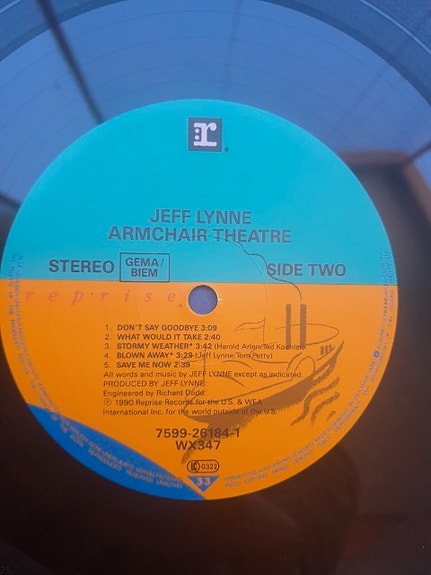 r
JEFF LYNNE
ARMCHAIR THEATRE
STEREO GEMA/BIEM SIDE TWO
reprise
1. DON'T SAY GOODBYE 3:09
2. WHAT WOULD IT TAKE 2:40
3. STORMY WEATHER* 3:42 (Harold Arlen/Ted Koehler)
4. BLOWN AWAY* 3:29 (Jeff Lynne/Tom Petty)
5. SAVE ME NOW 2:39
All words and music by JEFF LYNNE except as indicated
PRODUCED BY JEFF LYNNE
Engineered by Richard Dodd
℗ 1990 Reprise Records for the U.S. & WEA
International Inc. for the world outside of the U.S.
7599-26184-1
WX347
LC 0322
33